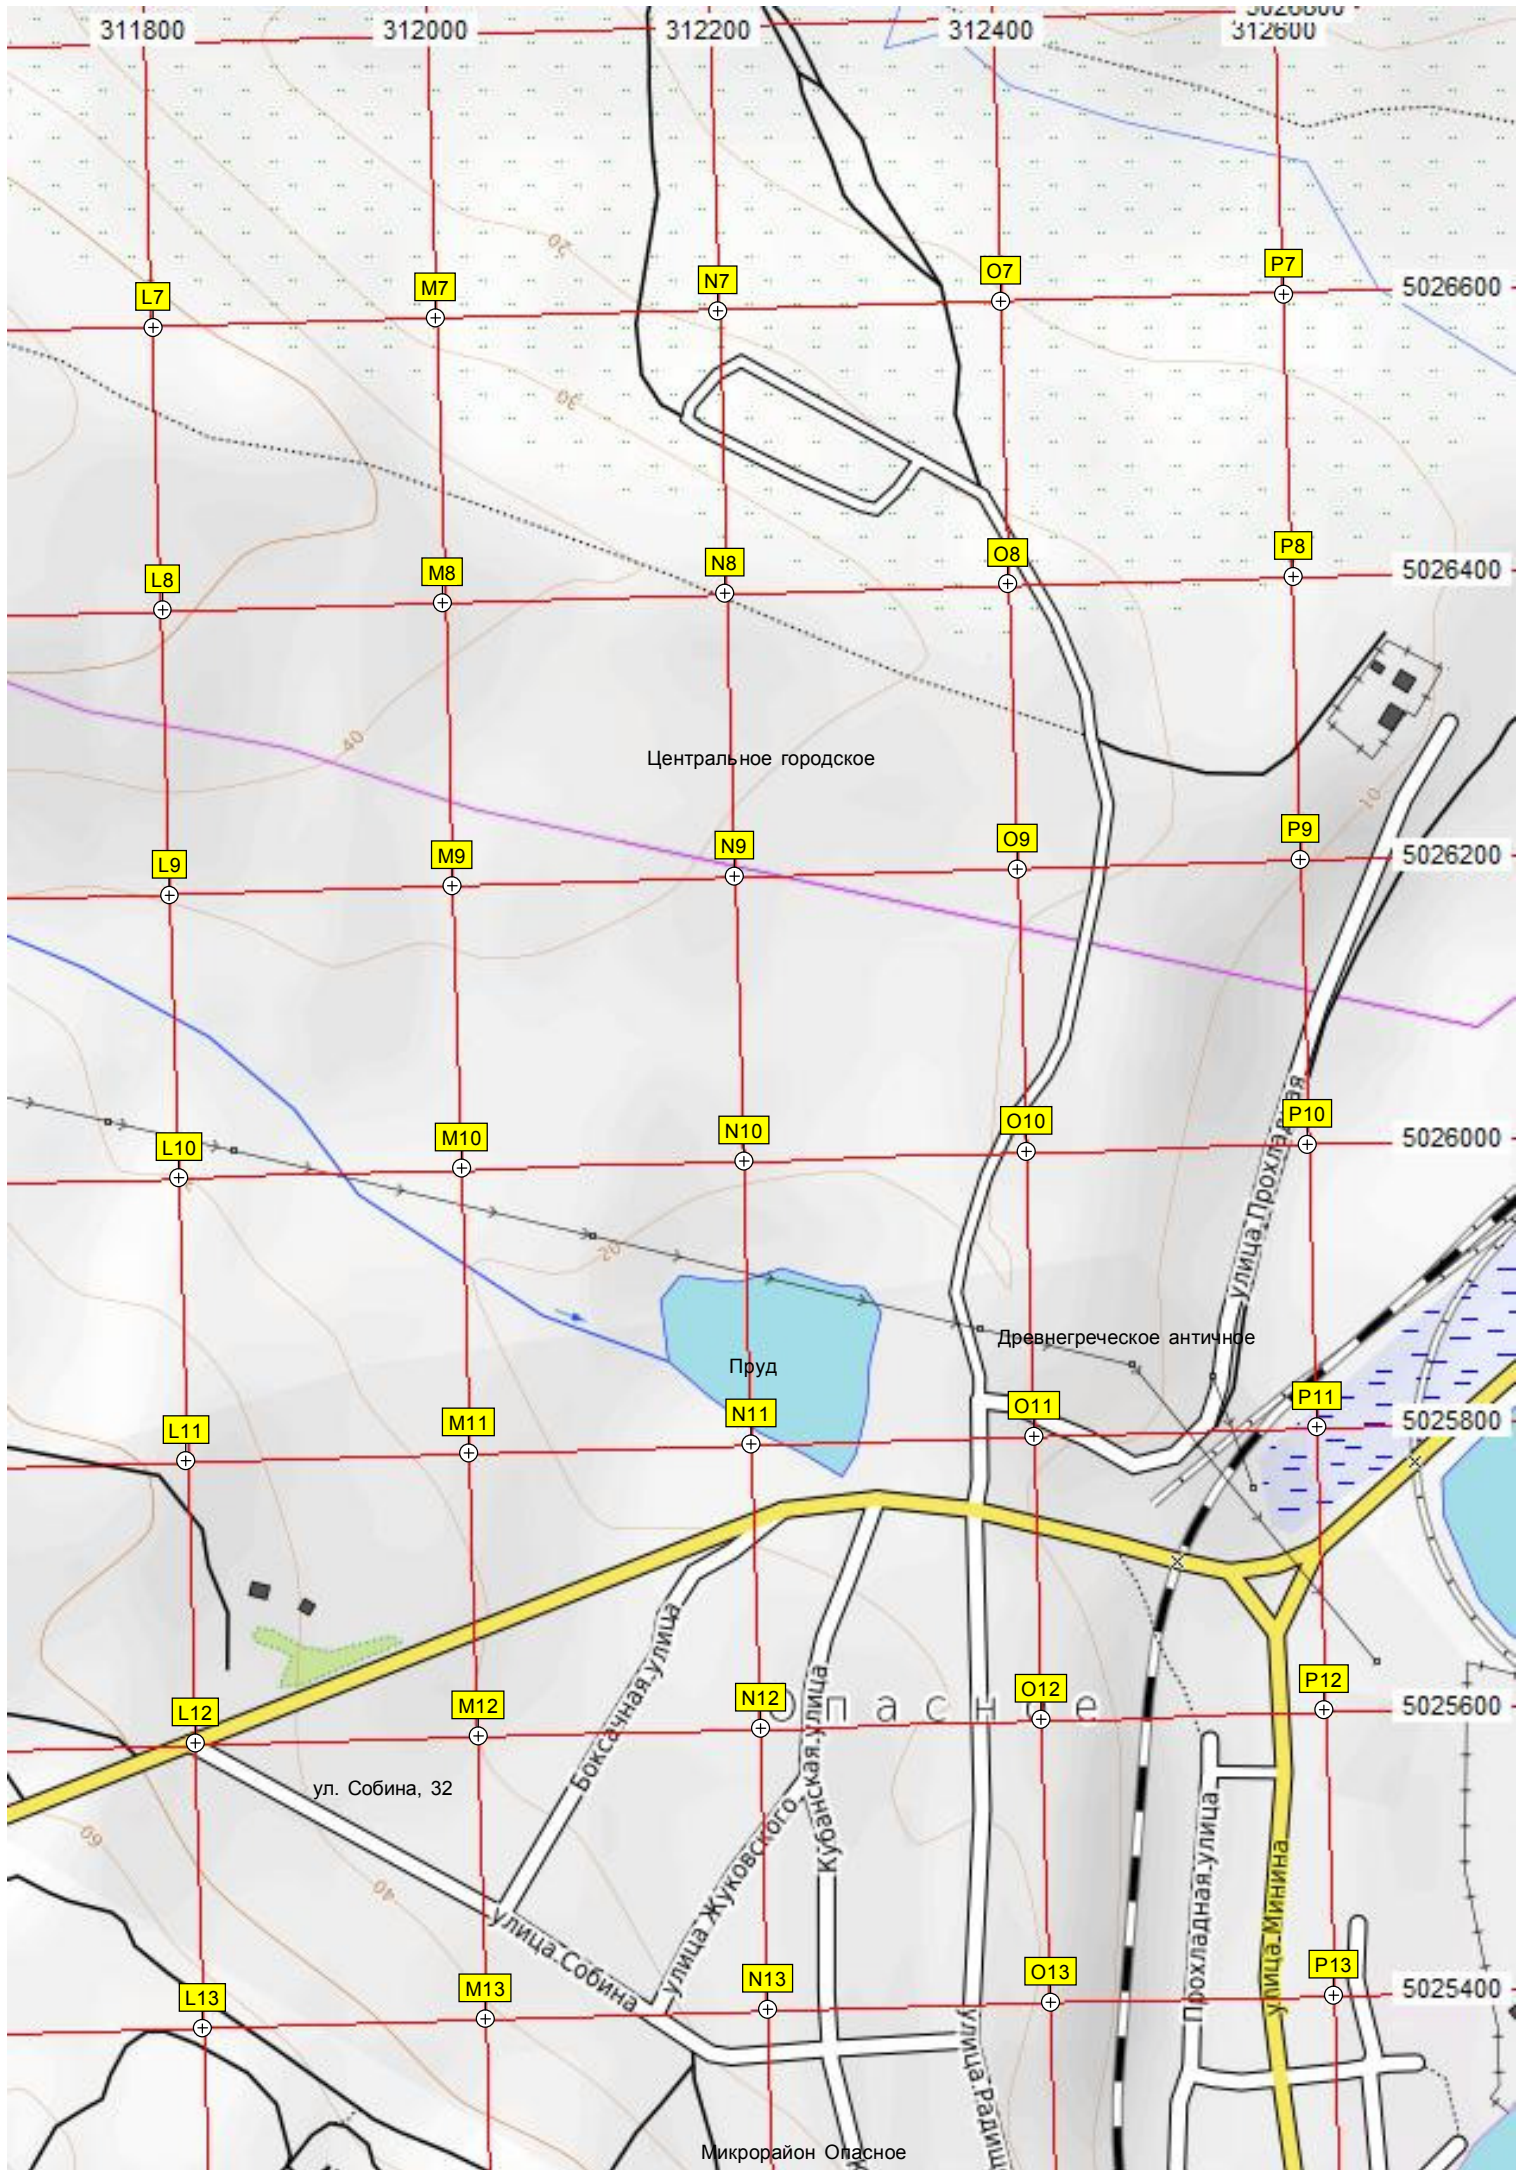 5026800
311800 312000 312200 312400 312600
L7 M7 N7 O7 P7
5026600
20
30
L8 M8 N8 O8 P8
5026400
40
Центральное городское
10
L9 M9 N9 O9 P9
5026200
улица Прохладная
L10 M10 N10 O10 P10
5026000
20
Древнегреческое античное
Пруд
L11 M11 N11 O11 P11
5025800
Боксачная улица
Кубанская улица
Опасное
L12 M12 N12 O12 P12
5025600
ул. Собина, 32
60
40
улица Жуковского
Прохладная улица
улица Минина
улица Собина
L13 M13 N13 O13 P13
5025400
улица Радищ
Микрорайон Опасное